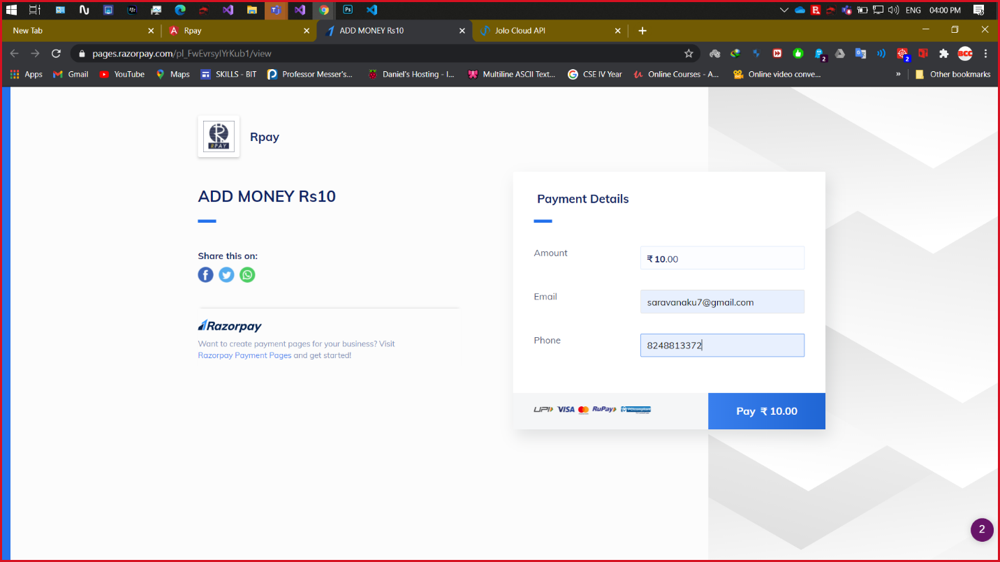 ENG 04:00 PM
New Tab
Rpay
ADD MONEY Rs10
Jolo Cloud API
pages.razorpay.com/pl_FwEvrsyIYrKub1/view
Apps
Gmail
YouTube
Maps
SKILLS - BIT
Professor Messer's...
Daniel's Hosting - I...
Multiline ASCII Text...
CSE IV Year
Online Courses - A...
Online video conve...
»
Other bookmarks
RPAY
Rpay
ADD MONEY Rs10
Share this on:
Razorpay
Want to create payment pages for your business? Visit
Razorpay Payment Pages and get started!
Payment Details
Amount
₹ 10.00
Email
saravanaku7@gmail.com
Phone
8248813372
UPI VISA RuPay
Pay ₹ 10.00
2